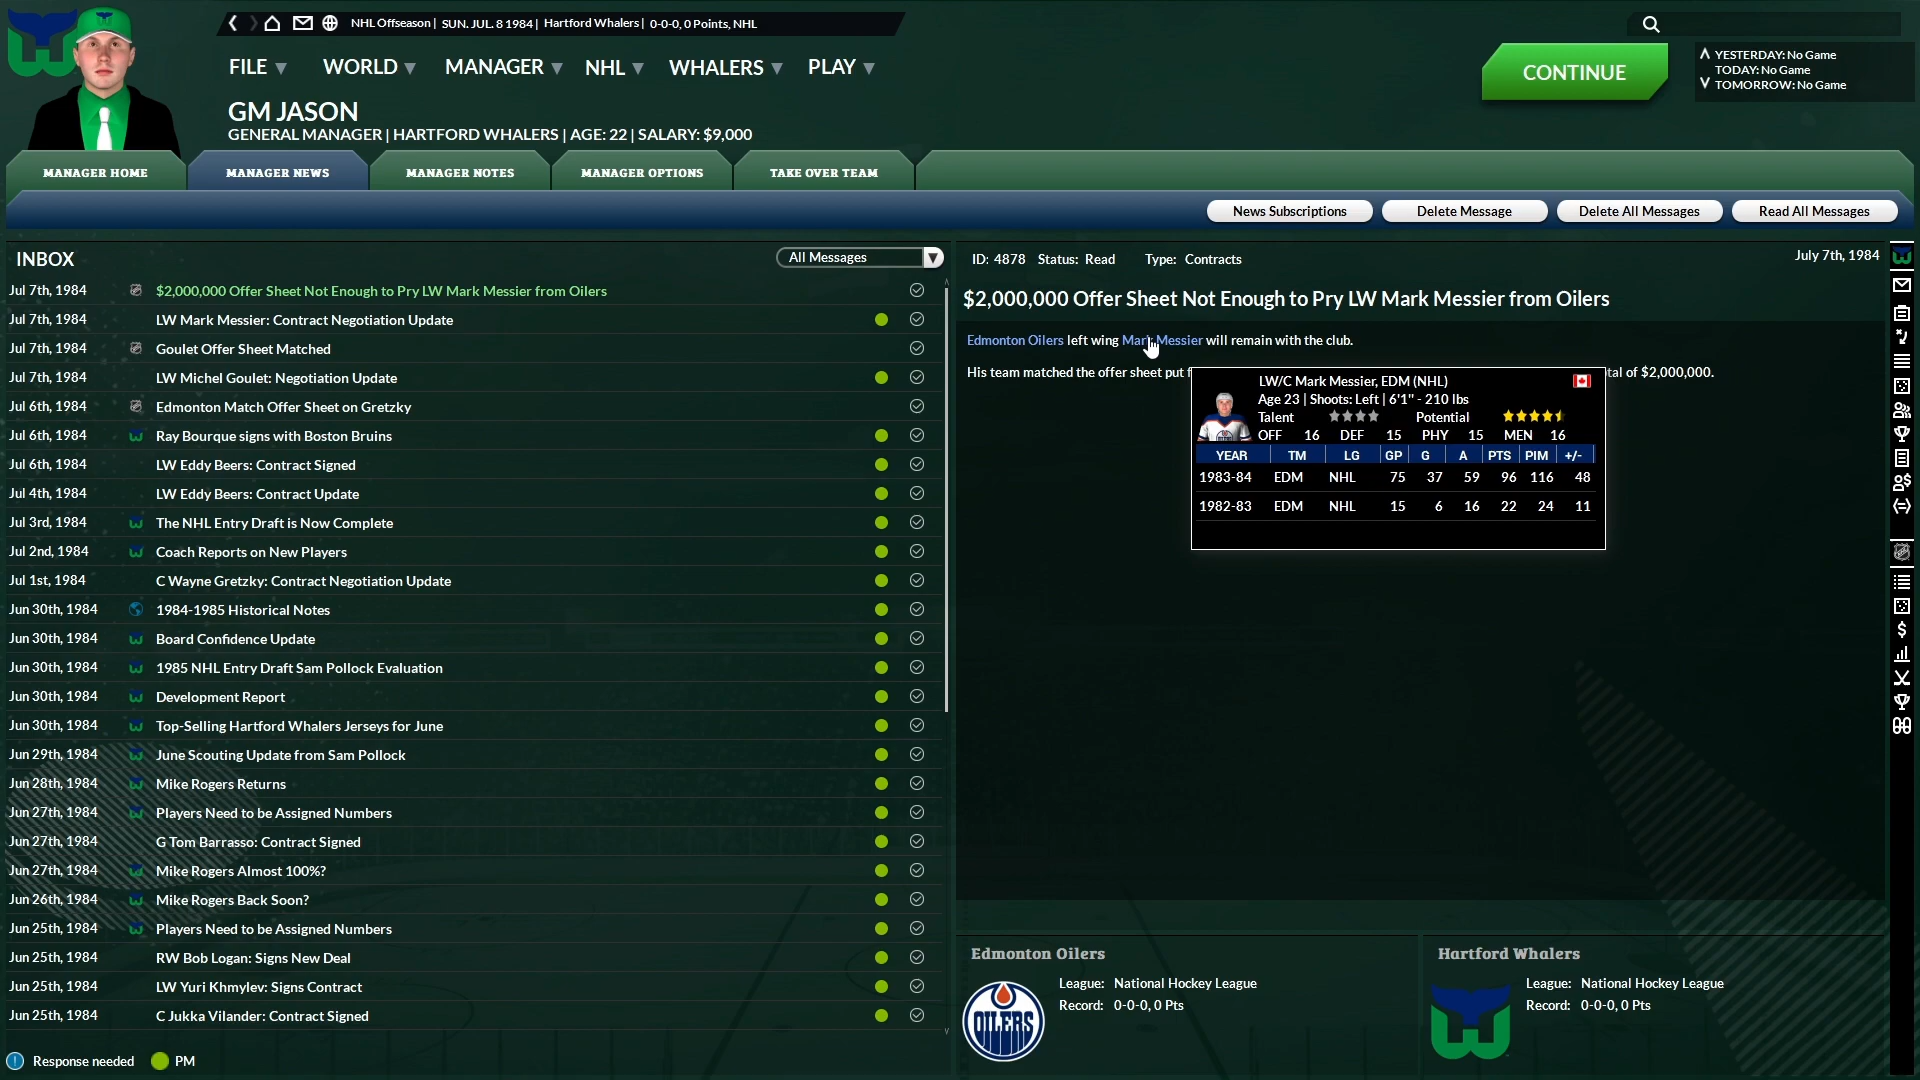 NHL Offseason | SUN. JUL. 8 1984 | Hartford Whalers | 0-0-0, 0 Points, NHL
FILE WORLD MANAGER NHL WHALERS PLAY
CONTINUE
YESTERDAY: No Game
TODAY: No Game
TOMORROW: No Game
GM JASON
GENERAL MANAGER | HARTFORD WHALERS | AGE: 22 | SALARY: $9,000
MANAGER HOME MANAGER NEWS MANAGER NOTES MANAGER OPTIONS TAKE OVER TEAM
News Subscriptions Delete Message Delete All Messages Read All Messages
INBOX All Messages
Jul 7th, 1984 $2,000,000 Offer Sheet Not Enough to Pry LW Mark Messier from Oilers
Jul 7th, 1984 LW Mark Messier: Contract Negotiation Update
Jul 7th, 1984 Goulet Offer Sheet Matched
Jul 7th, 1984 LW Michel Goulet: Negotiation Update
Jul 6th, 1984 Edmonton Match Offer Sheet on Gretzky
Jul 6th, 1984 Ray Bourque signs with Boston Bruins
Jul 6th, 1984 LW Eddy Beers: Contract Signed
Jul 4th, 1984 LW Eddy Beers: Contract Update
Jul 3rd, 1984 The NHL Entry Draft is Now Complete
Jul 2nd, 1984 Coach Reports on New Players
Jul 1st, 1984 C Wayne Gretzky: Contract Negotiation Update
Jun 30th, 1984 1984-1985 Historical Notes
Jun 30th, 1984 Board Confidence Update
Jun 30th, 1984 1985 NHL Entry Draft Sam Pollock Evaluation
Jun 30th, 1984 Development Report
Jun 30th, 1984 Top-Selling Hartford Whalers Jerseys for June
Jun 29th, 1984 June Scouting Update from Sam Pollock
Jun 28th, 1984 Mike Rogers Returns
Jun 27th, 1984 Players Need to be Assigned Numbers
Jun 27th, 1984 G Tom Barrasso: Contract Signed
Jun 27th, 1984 Mike Rogers Almost 100%?
Jun 26th, 1984 Mike Rogers Back Soon?
Jun 25th, 1984 Players Need to be Assigned Numbers
Jun 25th, 1984 RW Bob Logan: Signs New Deal
Jun 25th, 1984 LW Yuri Khmylev: Signs Contract
Jun 25th, 1984 C Jukka Vilander: Contract Signed
Response needed PM
ID: 4878 Status: Read Type: Contracts July 7th, 1984
$2,000,000 Offer Sheet Not Enough to Pry LW Mark Messier from Oilers
Edmonton Oilers left wing Mark Messier will remain with the club.
His team matched the offer sheet put tal of $2,000,000.
LW/C Mark Messier, EDM (NHL)
Age 23 | Shoots: Left | 6'1" - 210 lbs
Talent Potential
OFF 16 DEF 15 PHY 15 MEN 16
YEAR TM LG GP G A PTS PIM +/-
1983-84 EDM NHL 75 37 59 96 116 48
1982-83 EDM NHL 15 6 16 22 24 11
Edmonton Oilers
League: National Hockey League
Record: 0-0-0, 0 Pts
OILERS
Hartford Whalers
League: National Hockey League
Record: 0-0-0, 0 Pts